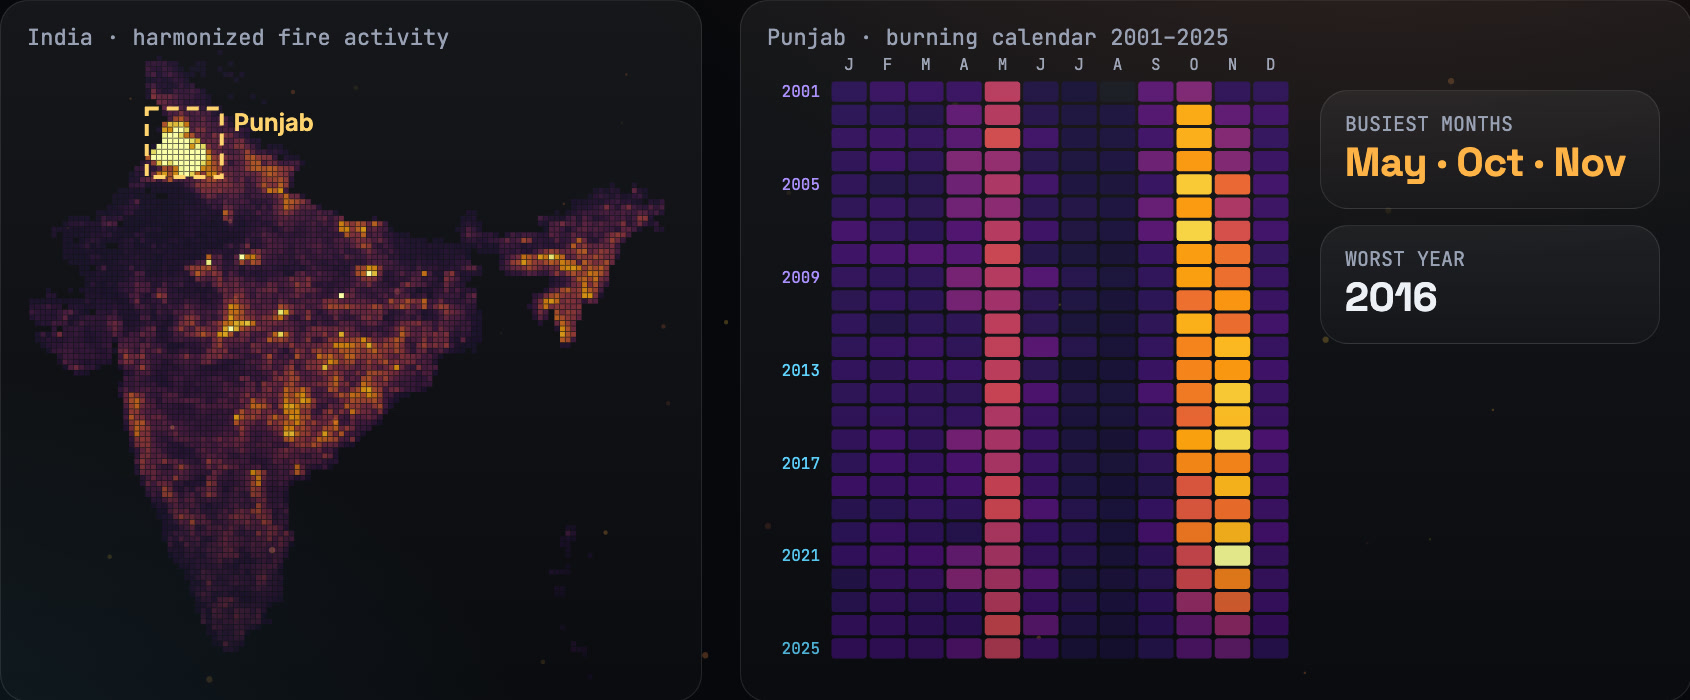 India · harmonized fire activity
Punjab
Punjab · burning calendar 2001–2025
J F M A M J J A S O N D
2001
2005
2009
2013
2017
2021
2025
BUSIEST MONTHS
May · Oct · Nov
WORST YEAR
2016